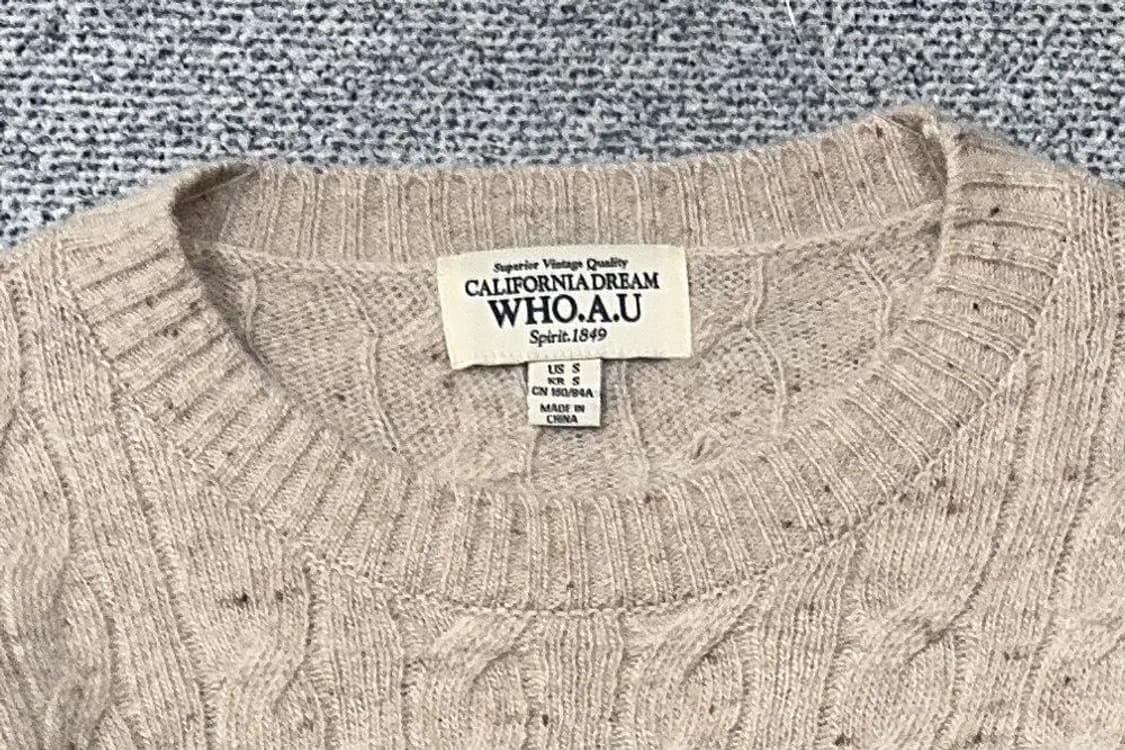 Superior Vintage Quality
CALIFORNIA DREAM
WHO.A.U
Spirit.1849
US S
KR S
CN 160/84A
MADE IN
CHINA